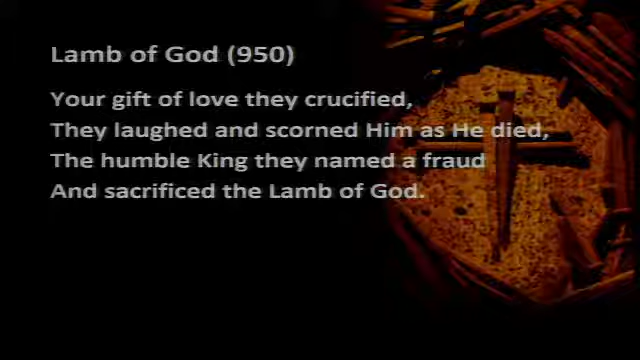 Lamb of God (950)
Your gift of love they crucified,
They laughed and scorned Him as He died,
The humble King they named a fraud
And sacrificed the Lamb of God.